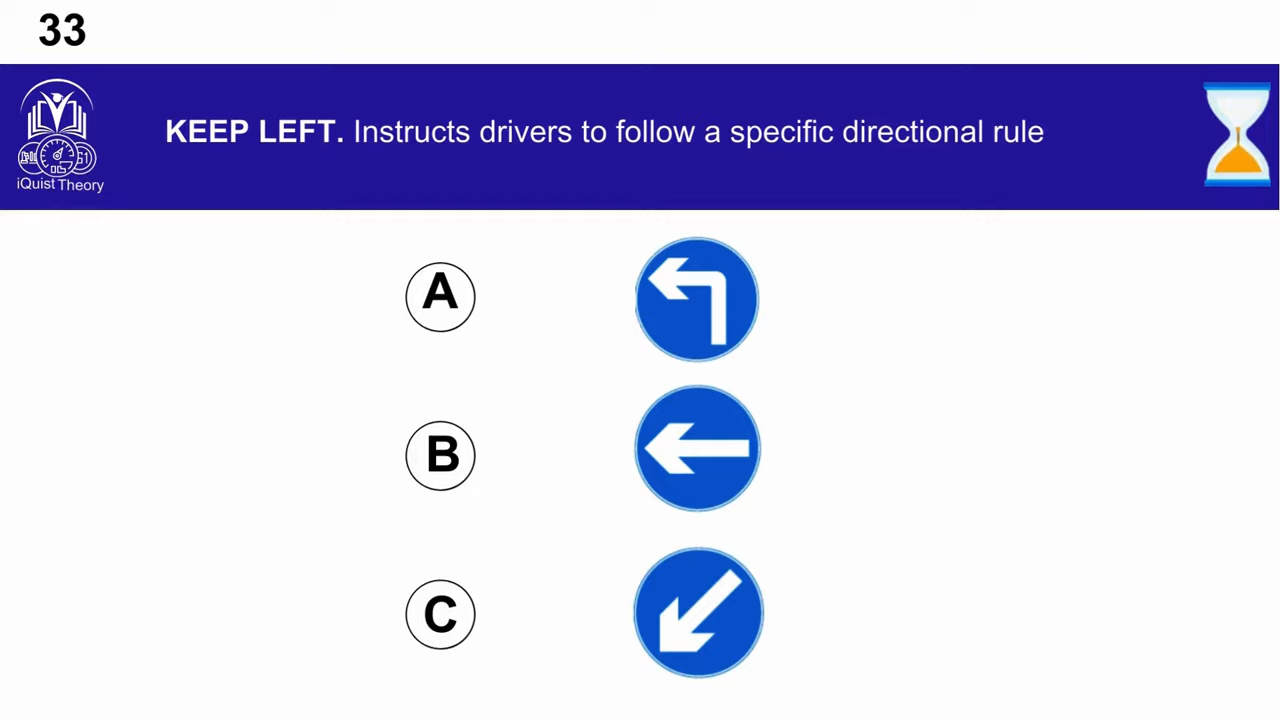 33
KEEP LEFT. Instructs drivers to follow a specific directional rule
iQuist Theory
A
B
C